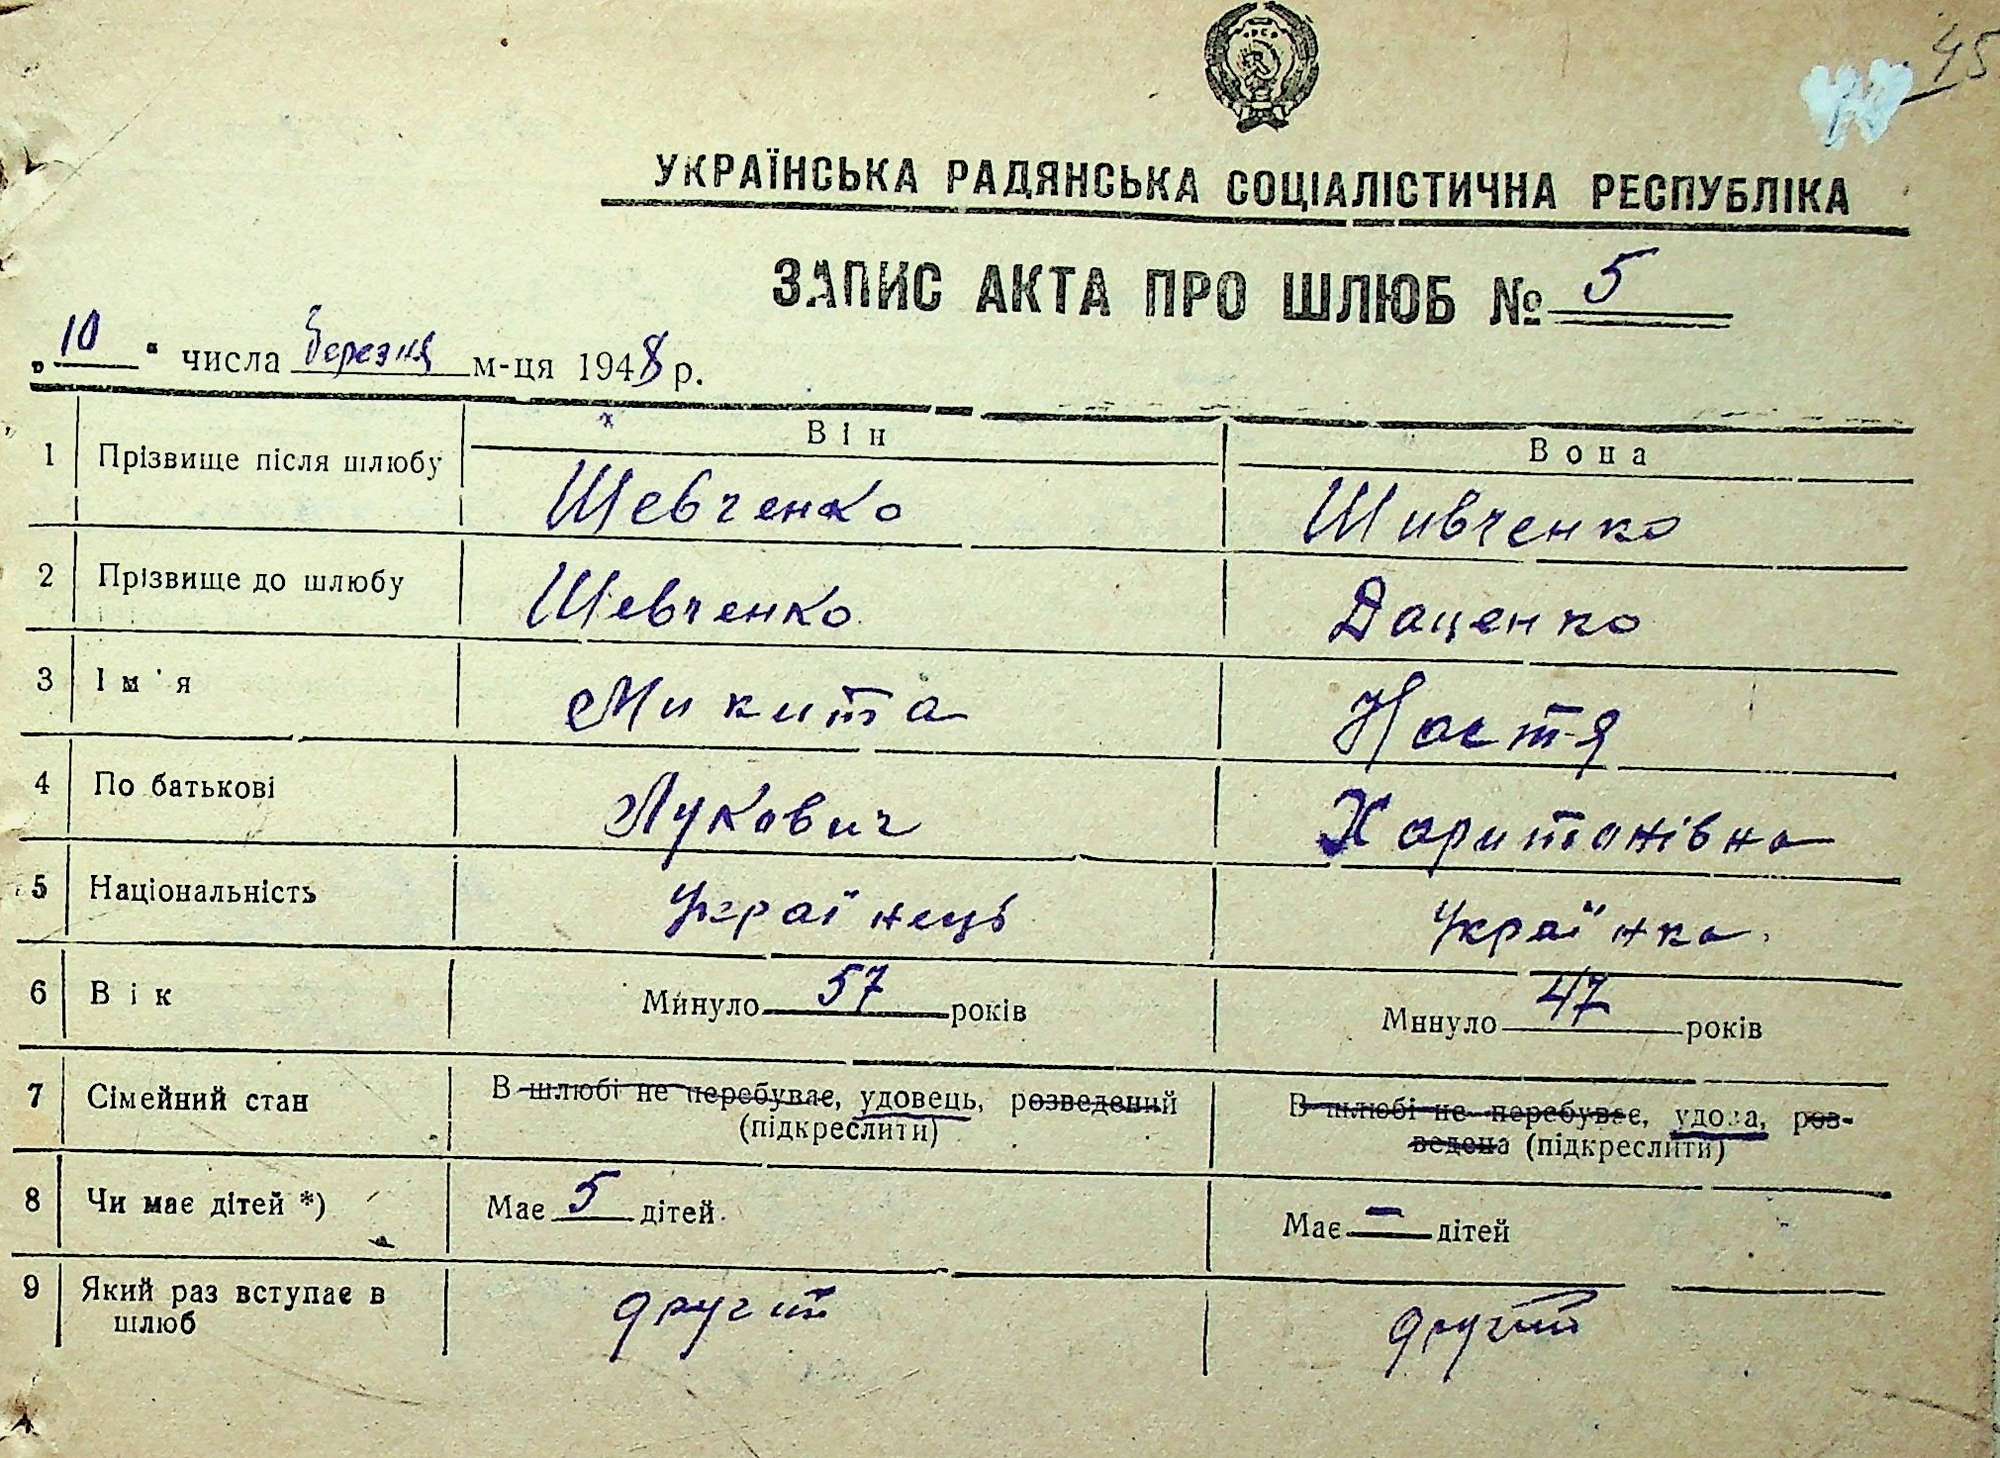 45
УКРАЇНСЬКА РАДЯНСЬКА СОЦІАЛІСТИЧНА РЕСПУБЛІКА
ЗАПИС АКТА ПРО ШЛЮБ № 5
„10“ числа березня м-ця 1948 р.
Він Вона
1 Прізвище після шлюбу Шевченко Шивченко
2 Прізвище до шлюбу Шевченко Даценко
3 Ім'я Микита Настя
4 По батькові Лукович Харитонівна
5 Національність Українець Українка
6 Вік Минуло 57 років Минуло 47 років
7 Сімейний стан В шлюбі не перебуває, удовець, розведений В шлюбі не перебуває, удова, роз-
(підкреслити) ведена (підкреслити)
8 Чи має дітей *) Має 5 дітей Має — дітей
9 Який раз вступає в другий другий
шлюб